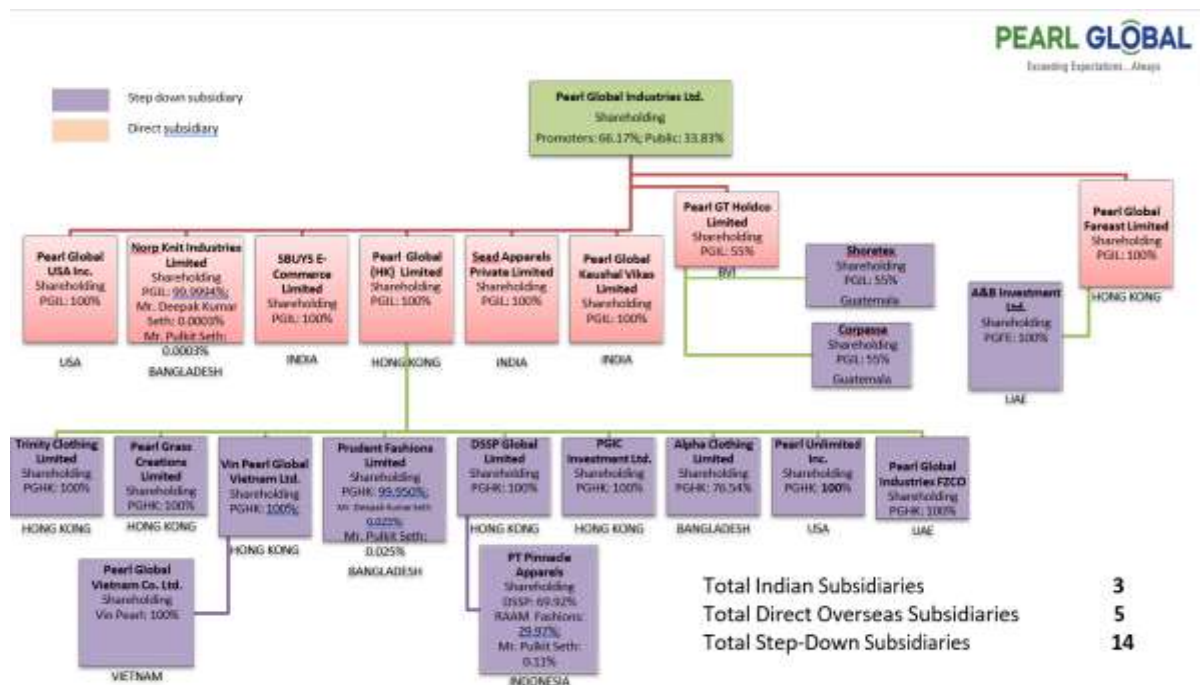 PEARL GLOBAL
Exceeding Expectations...Always
Step down subsidiary
Direct subsidiary
Pearl Global Industries Ltd.
Shareholding
Promoters: 66.17%; Public: 33.83%
Pearl Global
USA Inc.
Shareholding
PGIL: 100%
USA
Norp Knit Industries
Limited
Shareholding
PGIL: 99.9994%;
Mr. Deepak Kumar
Seth: 0.0003%
Mr. Pulkit Seth:
0.0003%
BANGLADESH
SBUYS E-
Commerce
Limited
Shareholding
PGIL: 100%
INDIA
Pearl Global
(HK) Limited
Shareholding
PGIL: 100%
HONG KONG
Sead Apparels
Private Limited
Shareholding
PGIL: 100%
INDIA
Pearl Global
Kaushal Vikas
Limited
Shareholding
PGIL: 100%
INDIA
Pearl GT Holdco
Limited
Shareholding
PGIL: 55%
BVI
Shoretex
Shareholding
PGIL: 55%
Guatemala
Corpassa
Shareholding
PGIL: 55%
Guatemala
Pearl Global
Fareast Limited
Shareholding
PGIL: 100%
HONG KONG
A&B Investment
Ltd.
Shareholding
PGFE: 100%
UAE
Trinity Clothing
Limited
Shareholding
PGHK: 100%
HONG KONG
Pearl Grass
Creations
Limited
Shareholding
PGHK: 100%
HONG KONG
Vin Pearl Global
Vietnam Ltd.
Shareholding
PGHK: 100%;
HONG KONG
Prudent Fashions
Limited
Shareholding
PGHK: 99.950%;
Mr. Deepak Kumar Seth
0.025%
Mr. Pulkit Seth:
0.025%
BANGLADESH
DSSP Global
Limited
Shareholding
PGHK: 100%
HONG KONG
PGIC
Investment Ltd.
Shareholding
PGHK: 100%
HONG KONG
Alpha Clothing
Limited
Shareholding
PGHK: 76.54%
BANGLADESH
Pearl Unlimited
Inc.
Shareholding
PGHK: 100%
USA
Pearl Global
Industries FZCO
Shareholding
PGHK: 100%
UAE
Pearl Global
Vietnam Co. Ltd.
Shareholding
Vin Pearl: 100%
VIETNAM
PT Pinnacle
Apparels
Shareholding
DSSP: 69.92%
RAAM Fashions:
29.97%;
Mr. Pulkit Seth:
0.11%
INDONESIA
Total Indian Subsidiaries 3
Total Direct Overseas Subsidiaries 5
Total Step-Down Subsidiaries 14